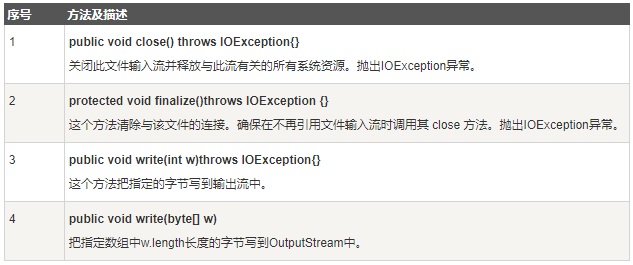 序号 方法及描述
1 public void close() throws IOException{}
关闭此文件输入流并释放与此流有关的所有系统资源。抛出IOException异常。
2 protected void finalize()throws IOException {}
这个方法清除与该文件的连接。确保在不再引用文件输入流时调用其 close 方法。抛出IOException异常。
3 public void write(int w)throws IOException{}
这个方法把指定的字节写到输出流中。
4 public void write(byte[] w)
把指定数组中w.length长度的字节写到OutputStream中。